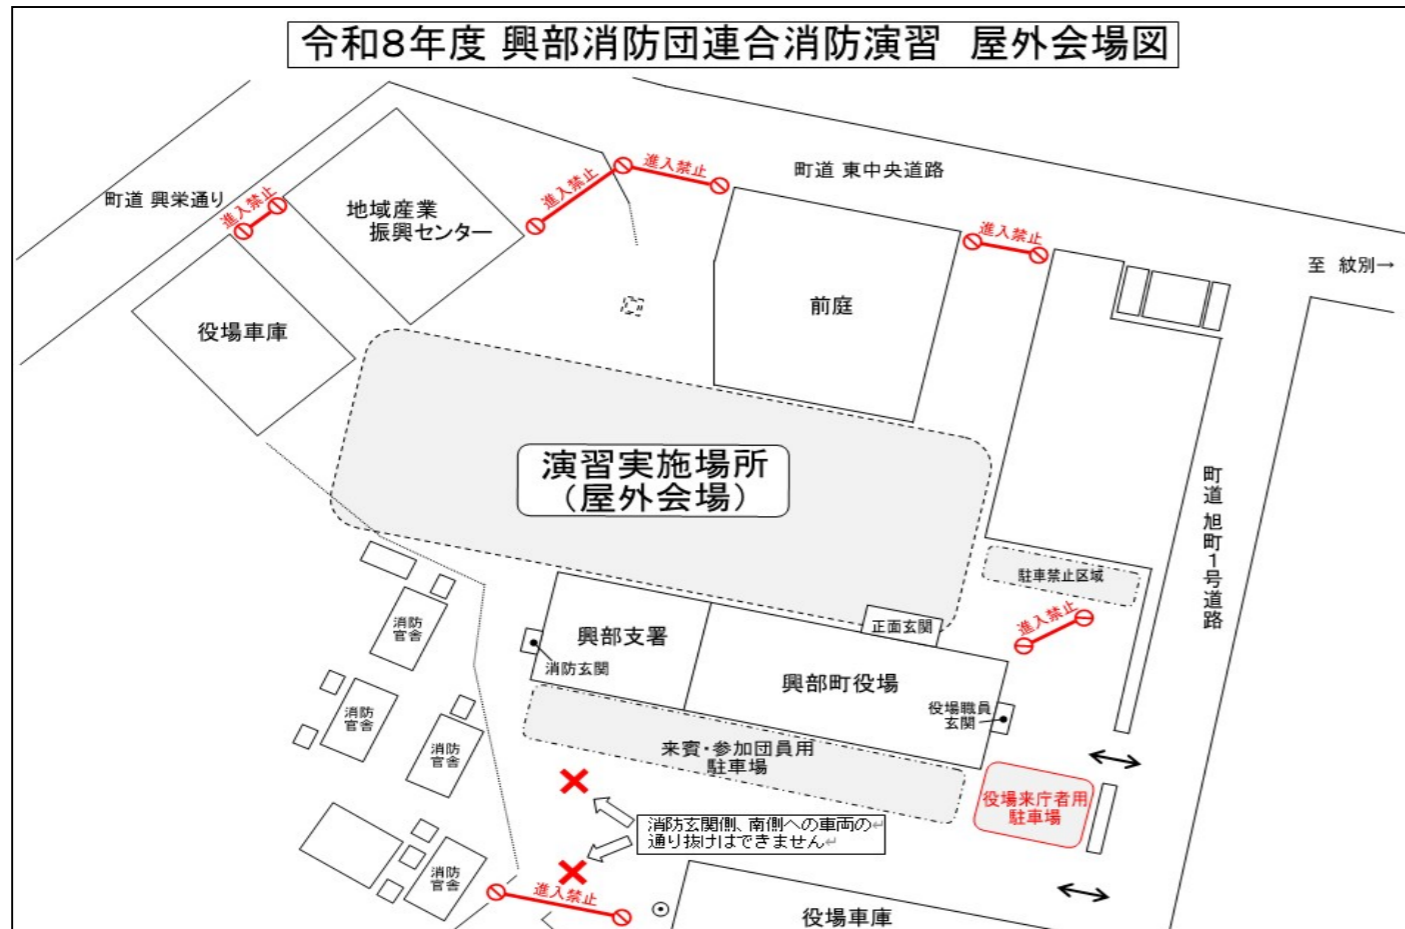 令和8年度 興部消防団連合消防演習 屋外会場図
進入禁止
町道 東中央道路
町道 興栄通り
進入禁止
進入禁止
地域産業
振興センター
進入禁止
至 紋別→
前庭
役場車庫
演習実施場所
(屋外会場)
町道 旭町1号道路
駐車禁止区域
進入禁止
消防
官舎
興部支署
正面玄関
消防玄関
興部町役場
消防
官舎
役場職員
玄関
消防
官舎
来賓・参加団員用
駐車場
役場来庁者用
駐車場
消防玄関側、南側への車両の↵
通り抜けはできません↵
消防
官舎
進入禁止
役場車庫